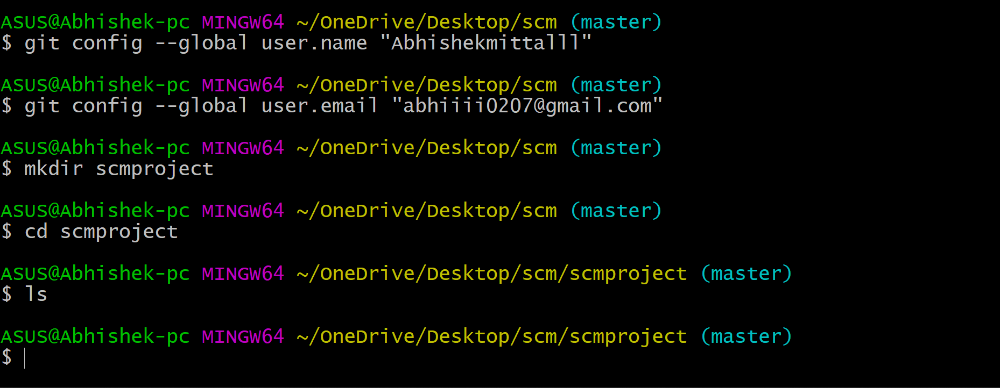 ASUS@Abhishek-pc MINGW64 ~/OneDrive/Desktop/scm (master)
$ git config --global user.name "Abhishekmittalll"
ASUS@Abhishek-pc MINGW64 ~/OneDrive/Desktop/scm (master)
$ git config --global user.email "abhiiii0207@gmail.com"
ASUS@Abhishek-pc MINGW64 ~/OneDrive/Desktop/scm (master)
$ mkdir scmproject
ASUS@Abhishek-pc MINGW64 ~/OneDrive/Desktop/scm (master)
$ cd scmproject
ASUS@Abhishek-pc MINGW64 ~/OneDrive/Desktop/scm/scmproject (master)
$ ls
ASUS@Abhishek-pc MINGW64 ~/OneDrive/Desktop/scm/scmproject (master)
$